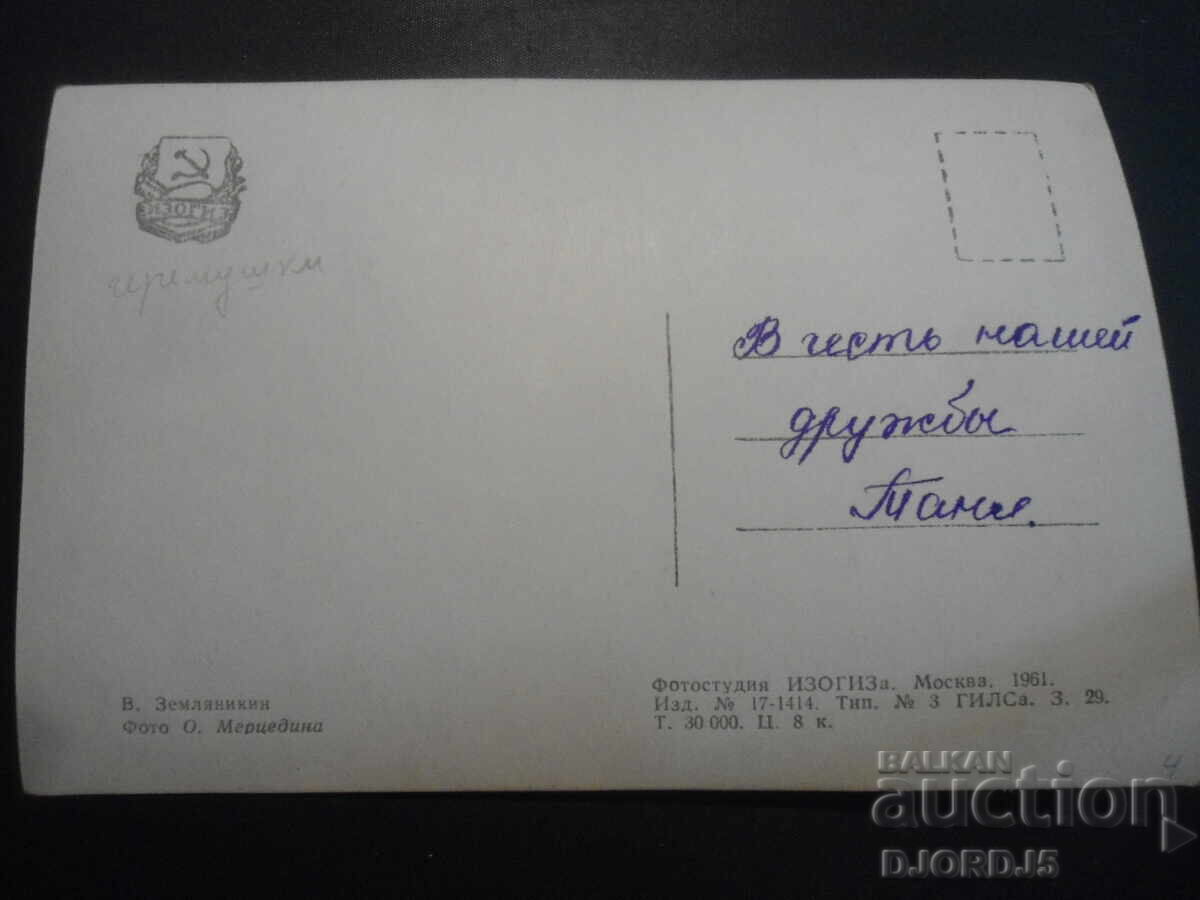 ИЗОГИЗ
черемушки
В честь нашей
дружбы
Таня.
В. Земляникин
Фото О. Мерцедина
Фотостудия ИЗОГИЗа. Москва. 1961.
Изд. № 17-1414. Тип. № 3 ГИЛСа. З. 29.
Т. 30 000. Ц. 8 к.
4
BALKAN
auction
DJORDJ5